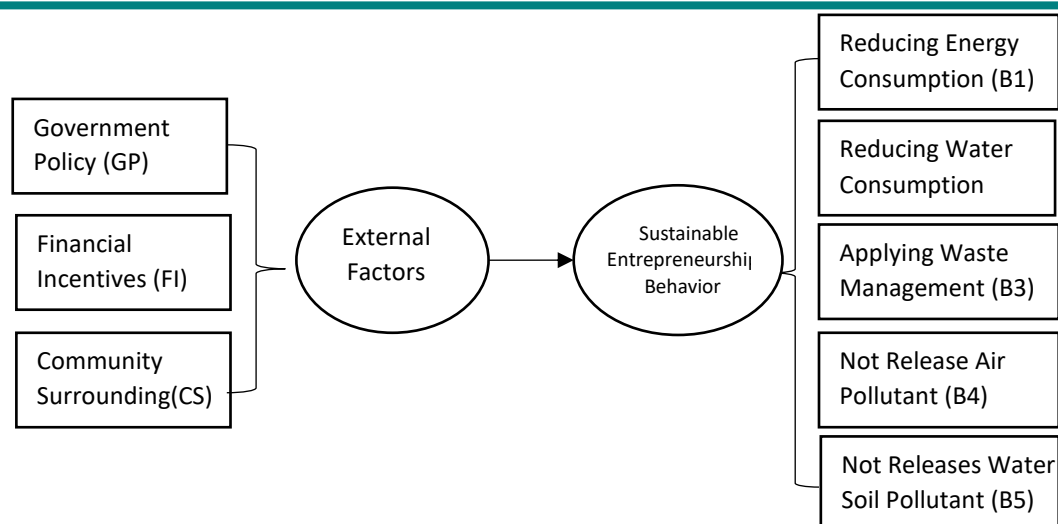 Government
Policy (GP)
Financial
Incentives (FI)
Community
Surrounding(CS)
External
Factors
Sustainable
Entrepreneurship
Behavior
Reducing Energy
Consumption (B1)
Reducing Water
Consumption
Applying Waste
Management (B3)
Not Release Air
Pollutant (B4)
Not Releases Water
Soil Pollutant (B5)